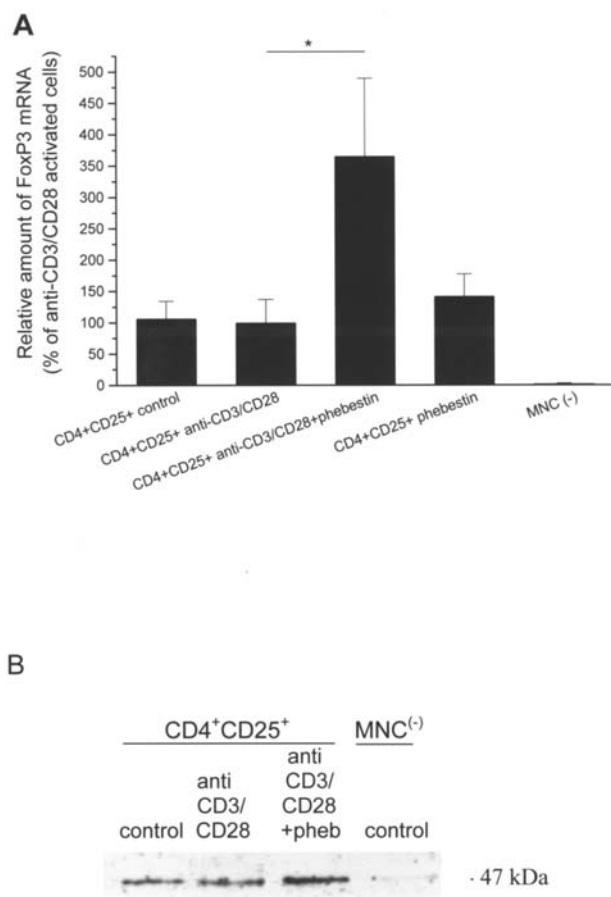 A
*
Relative amount of FoxP3 mRNA
(% of anti-CD3/CD28 activated cells)
500
450
400
350
300
250
200
150
100
50
0
CD4+CD25+ control
CD4+CD25+ anti-CD3/CD28
CD4+CD25+ anti-CD3/CD28+phebestin
CD4+CD25+ phebestin
MNC (-)
B
CD4⁺CD25⁺
MNC⁽⁻⁾
control
anti
CD3/
CD28
anti
CD3/
CD28
+pheb
control
47 kDa